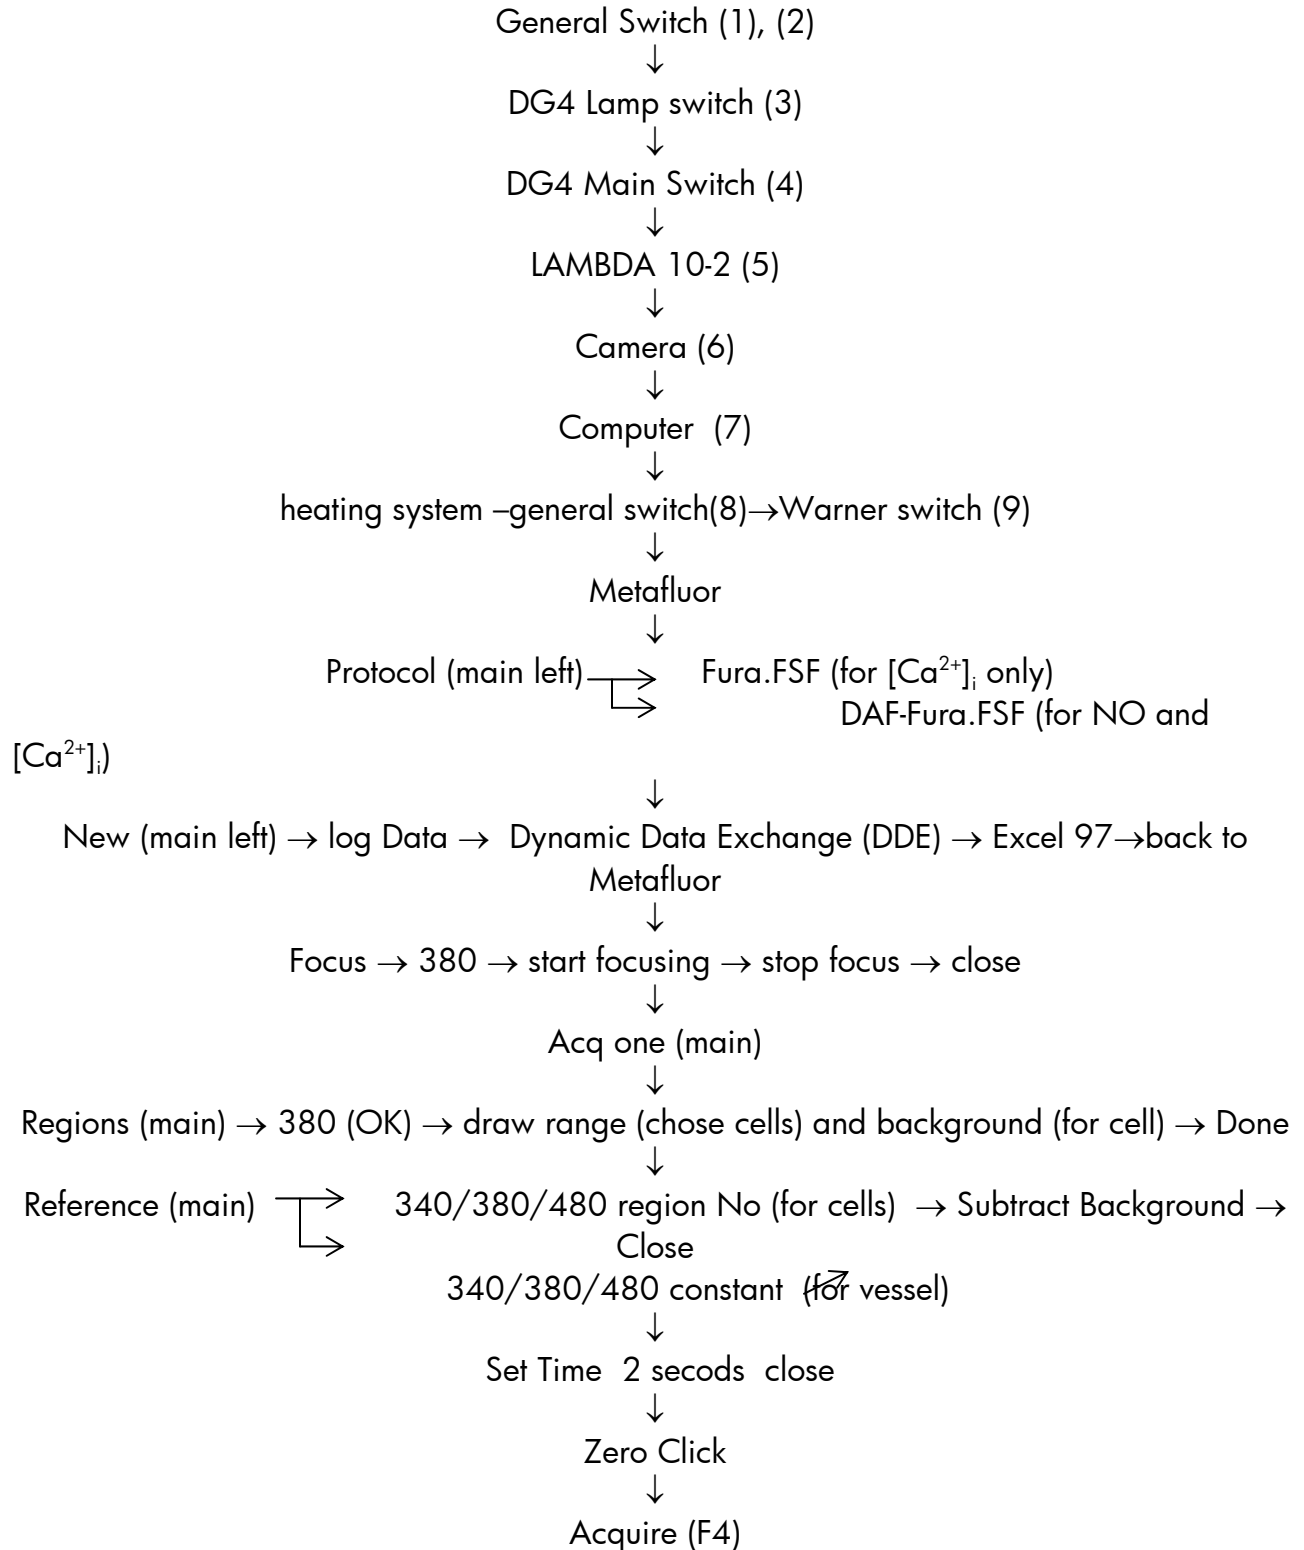 General Switch (1), (2)
↓
DG4 Lamp switch (3)
↓
DG4 Main Switch (4)
↓
LAMBDA 10-2 (5)
↓
Camera (6)
↓
Computer (7)
↓
heating system –general switch(8)→Warner switch (9)
↓
Metafluor
↓
Protocol (main left) → Fura.FSF (for [Ca²⁺]ᵢ only)
→ DAF-Fura.FSF (for NO and
[Ca²⁺]ᵢ)
↓
New (main left) → log Data → Dynamic Data Exchange (DDE) → Excel 97→back to
Metafluor
↓
Focus → 380 → start focusing → stop focus → close
↓
Acq one (main)
↓
Regions (main) → 380 (OK) → draw range (chose cells) and background (for cell) → Done
↓
Reference (main) → 340/380/480 region No (for cells) → Subtract Background →
→ Close
340/380/480 constant (for vessel)
↓
Set Time 2 secods close
↓
Zero Click
↓
Acquire (F4)